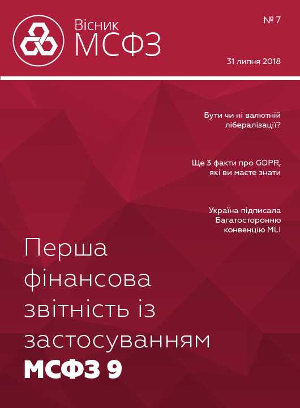 Вісник
МСФЗ
№ 7
31 липня 2018
Бути чи ні валютній
лібералізації?
Ще 3 факти про GDPR,
які ви маєте знати
Україна підписала
Багатосторонню
конвенцію MLI
Перша
фінансова
звітність із
застосуванням
МСФЗ 9